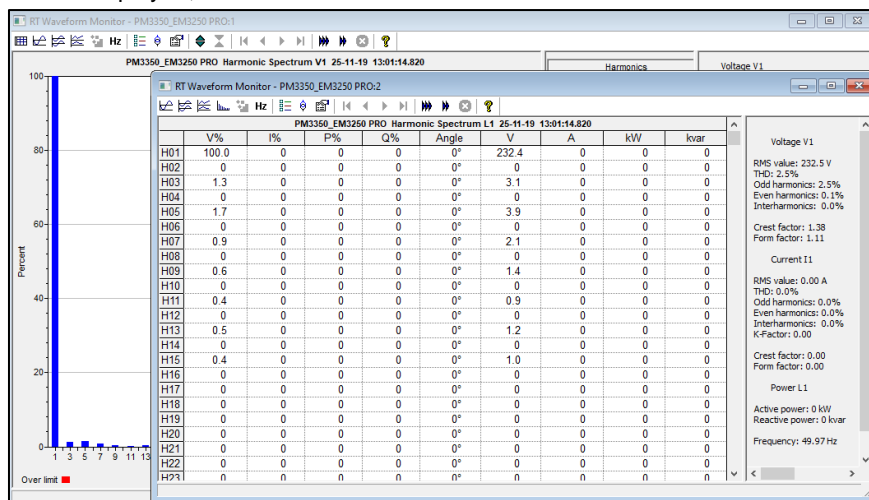 RT Waveform Monitor - PM3350_EM3250 PRO:1
Hz
PM3350_EM3250 PRO Harmonic Spectrum V1 25-11-19 13:01:14.820
Harmonics
Voltage V1
100
80
60
40
20
0
Percent
1 3 5 7 9 11 13
Over limit
RT Waveform Monitor - PM3350_EM3250 PRO:2
Hz
PM3350_EM3250 PRO Harmonic Spectrum L1 25-11-19 13:01:14.820
V% I% P% Q% Angle V A kW kvar
H01 100.0 0 0 0 0° 232.4 0 0 0
H02 0 0 0 0 0° 0 0 0 0
H03 1.3 0 0 0 0° 3.1 0 0 0
H04 0 0 0 0 0° 0 0 0 0
H05 1.7 0 0 0 0° 3.9 0 0 0
H06 0 0 0 0 0° 0 0 0 0
H07 0.9 0 0 0 0° 2.1 0 0 0
H08 0 0 0 0 0° 0 0 0 0
H09 0.6 0 0 0 0° 1.4 0 0 0
H10 0 0 0 0 0° 0 0 0 0
H11 0.4 0 0 0 0° 0.9 0 0 0
H12 0 0 0 0 0° 0 0 0 0
H13 0.5 0 0 0 0° 1.2 0 0 0
H14 0 0 0 0 0° 0 0 0 0
H15 0.4 0 0 0 0° 1.0 0 0 0
H16 0 0 0 0 0° 0 0 0 0
H17 0 0 0 0 0° 0 0 0 0
H18 0 0 0 0 0° 0 0 0 0
H19 0 0 0 0 0° 0 0 0 0
H20 0 0 0 0 0° 0 0 0 0
H21 0 0 0 0 0° 0 0 0 0
H22 0 0 0 0 0° 0 0 0 0
H23 0 0 0 0 0° 0 0 0 0
Voltage V1
RMS value: 232.5 V
THD: 2.5%
Odd harmonics: 2.5%
Even harmonics: 0.1%
Interharmonics: 0.0%
Crest factor: 1.38
Form factor: 1.11
Current I1
RMS value: 0.00 A
THD: 0.0%
Odd harmonics: 0.0%
Even harmonics: 0.0%
Interharmonics: 0.0%
K-Factor: 0.00
Crest factor: 0.00
Form factor: 0.00
Power L1
Active power: 0 kW
Reactive power: 0 kvar
Frequency: 49.97 Hz